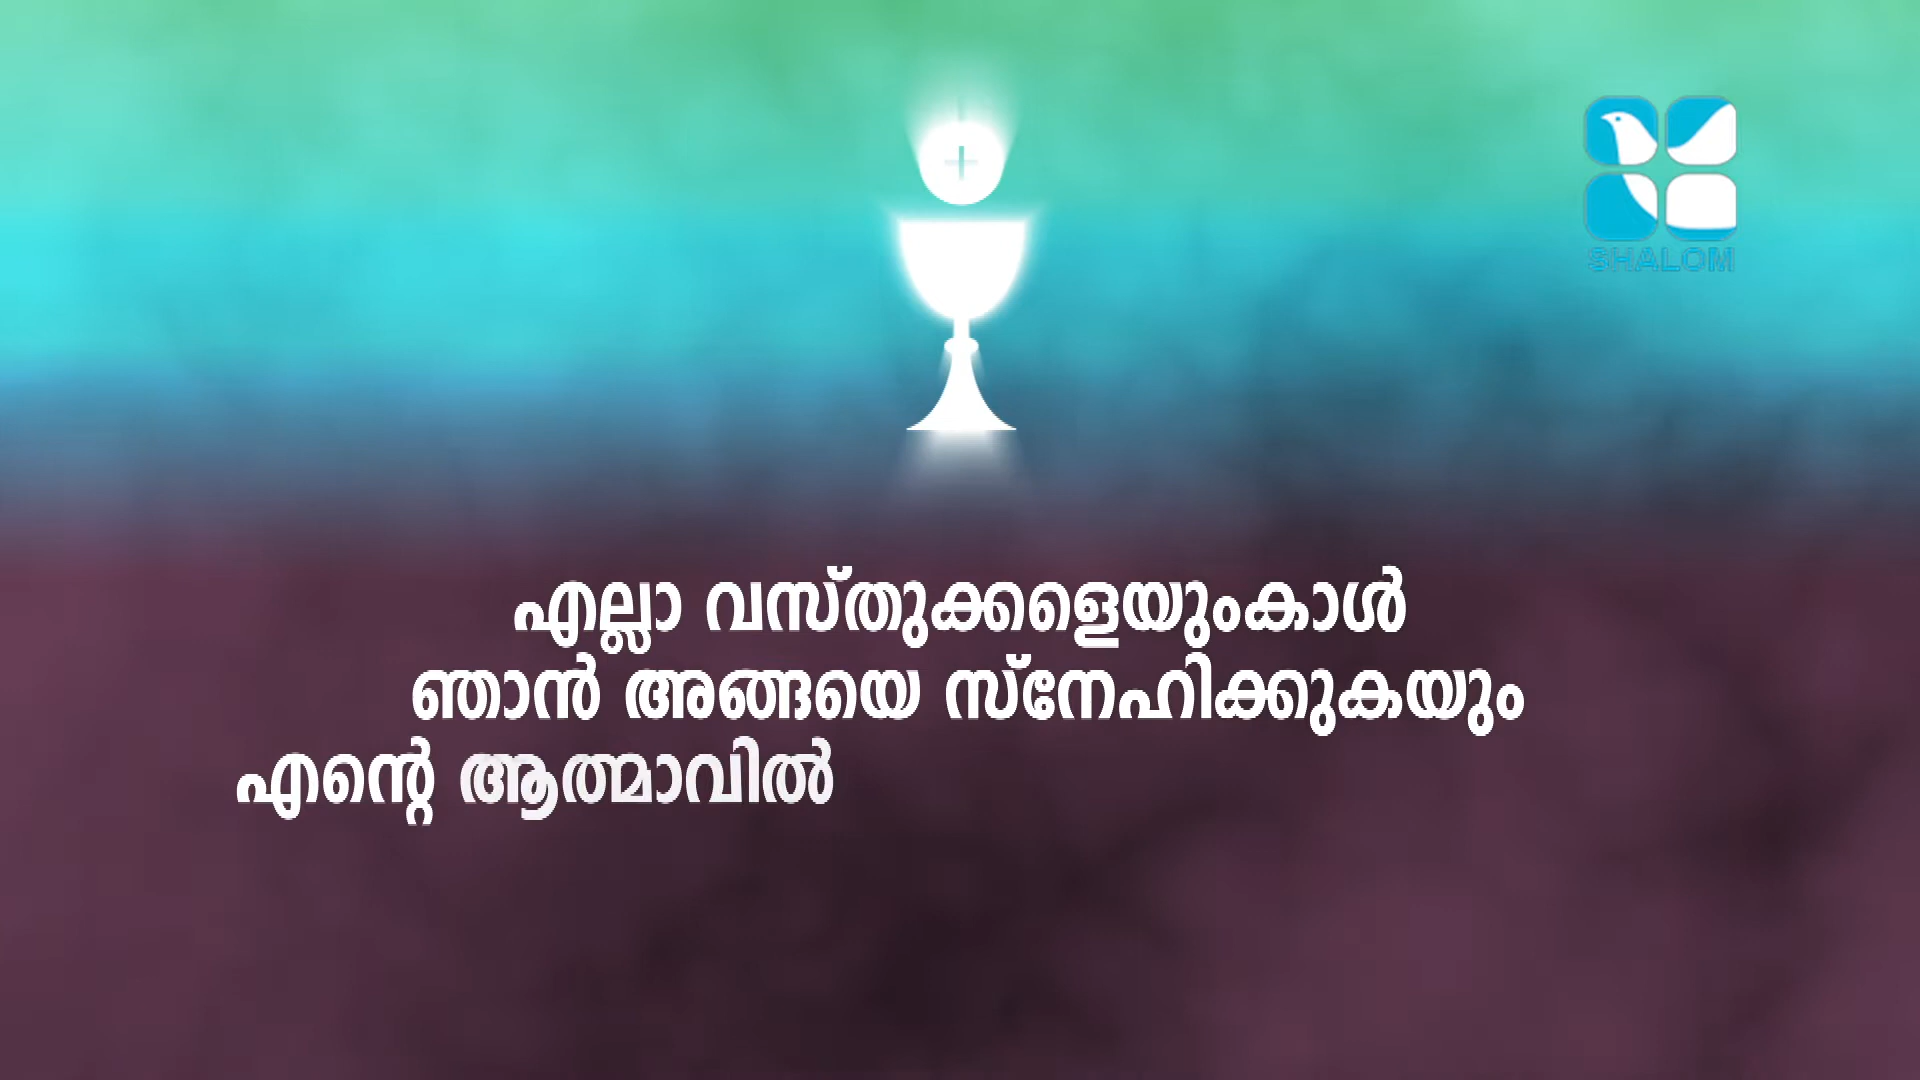 SHALOM
എല്ലാ വസ്തുക്കളെയുംകാൾ
ഞാൻ അങ്ങയെ സ്നേഹിക്കുകയും
എന്റെ ആത്മാവിൽ